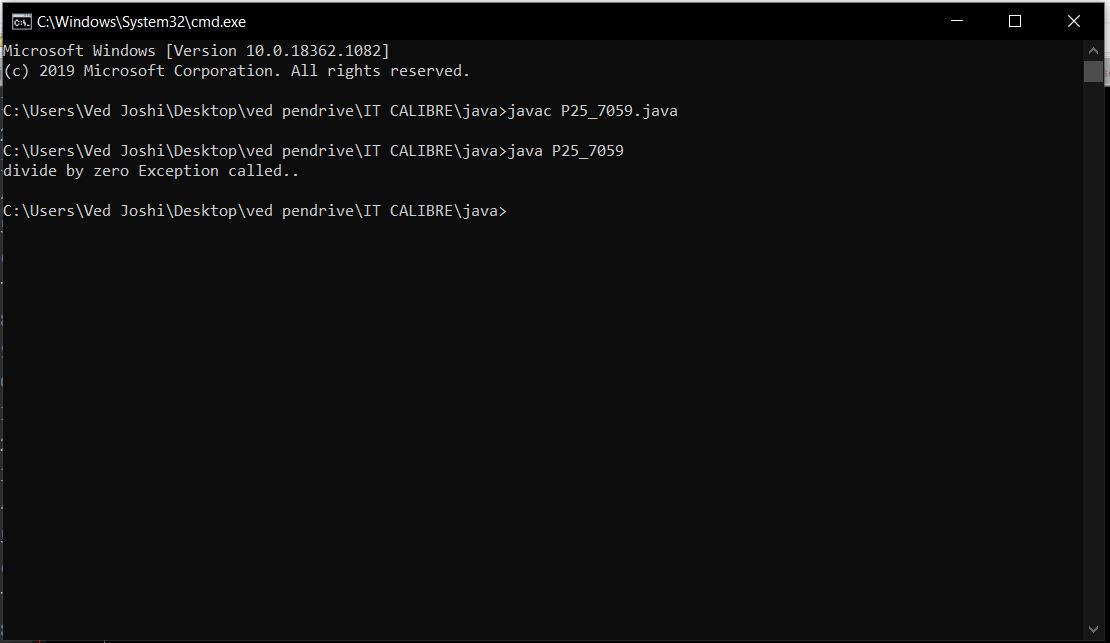 C:\Windows\System32\cmd.exe
Microsoft Windows [Version 10.0.18362.1082]
(c) 2019 Microsoft Corporation. All rights reserved.
C:\Users\Ved Joshi\Desktop\ved pendrive\IT CALIBRE\java>javac P25_7059.java
C:\Users\Ved Joshi\Desktop\ved pendrive\IT CALIBRE\java>java P25_7059
divide by zero Exception called..
C:\Users\Ved Joshi\Desktop\ved pendrive\IT CALIBRE\java>